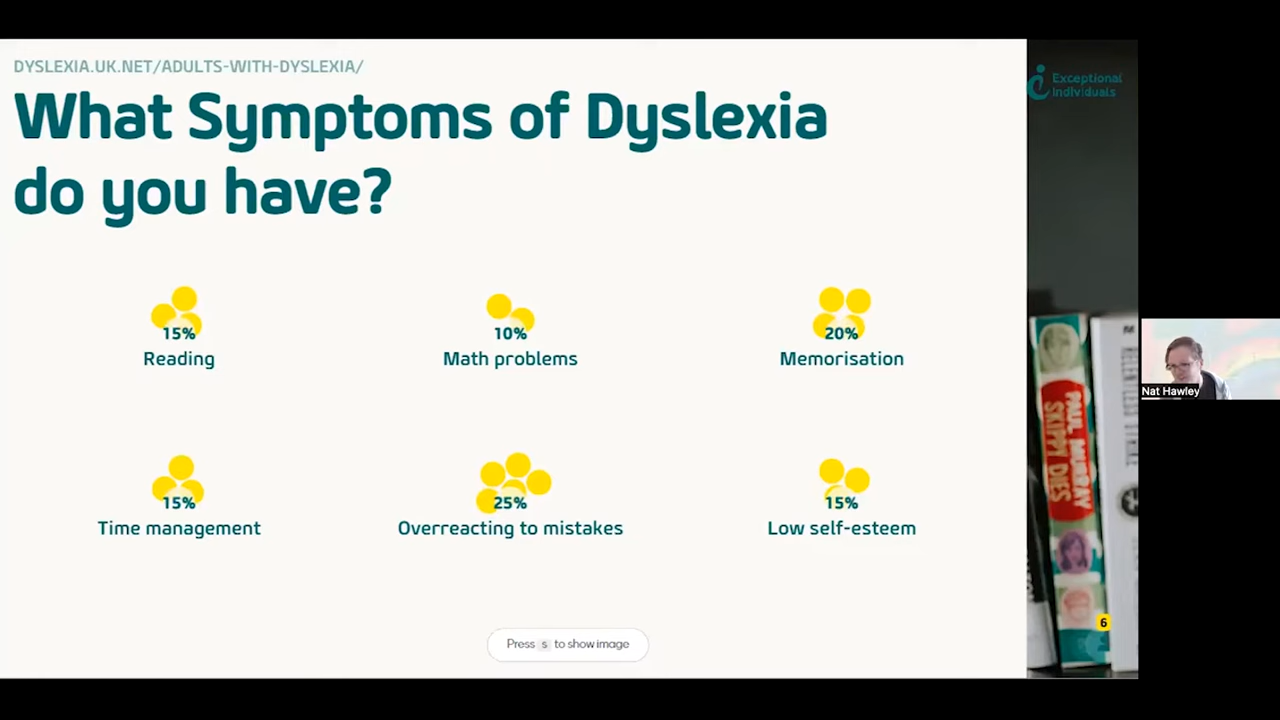 DYSLEXIA.UK.NET/ADULTS-WITH-DYSLEXIA/
What Symptoms of Dyslexia
do you have?
Exceptional
Individuals
15%
Reading
10%
Math problems
20%
Memorisation
15%
Time management
25%
Overreacting to mistakes
15%
Low self-esteem
Press s to show image
PAUL MURRAY
SKIPPY DIES
6
Nat Hawley